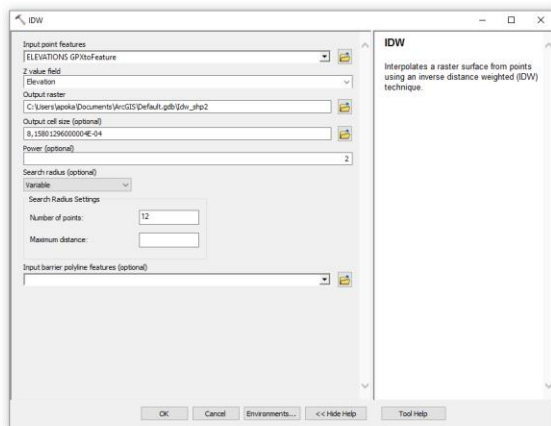 IDW
Input point features
ELEVATIONS GPXtoFeature
Z value field
Elevation
Output raster
C:\Users\apoka\Documents\ArcGIS\Default.gdb\Idw_shp2
Output cell size (optional)
8,15801296000004E-04
Power (optional)
2
Search radius (optional)
Variable
Search Radius Settings
Number of points:
12
Maximum distance:
Input barrier polyline features (optional)
OK
Cancel
Environments...
<< Hide Help
Tool Help
IDW
Interpolates a raster surface from points
using an inverse distance weighted (IDW)
technique.